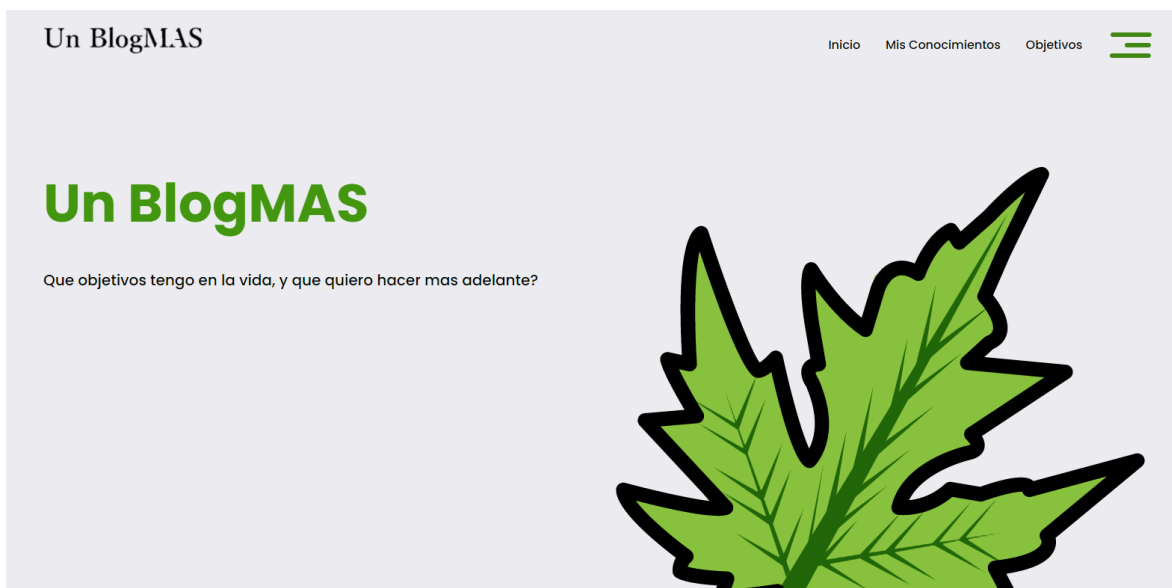 Un BlogMAS
Inicio Mis Conocimientos Objetivos
Un BlogMAS
Que objetivos tengo en la vida, y que quiero hacer mas adelante?